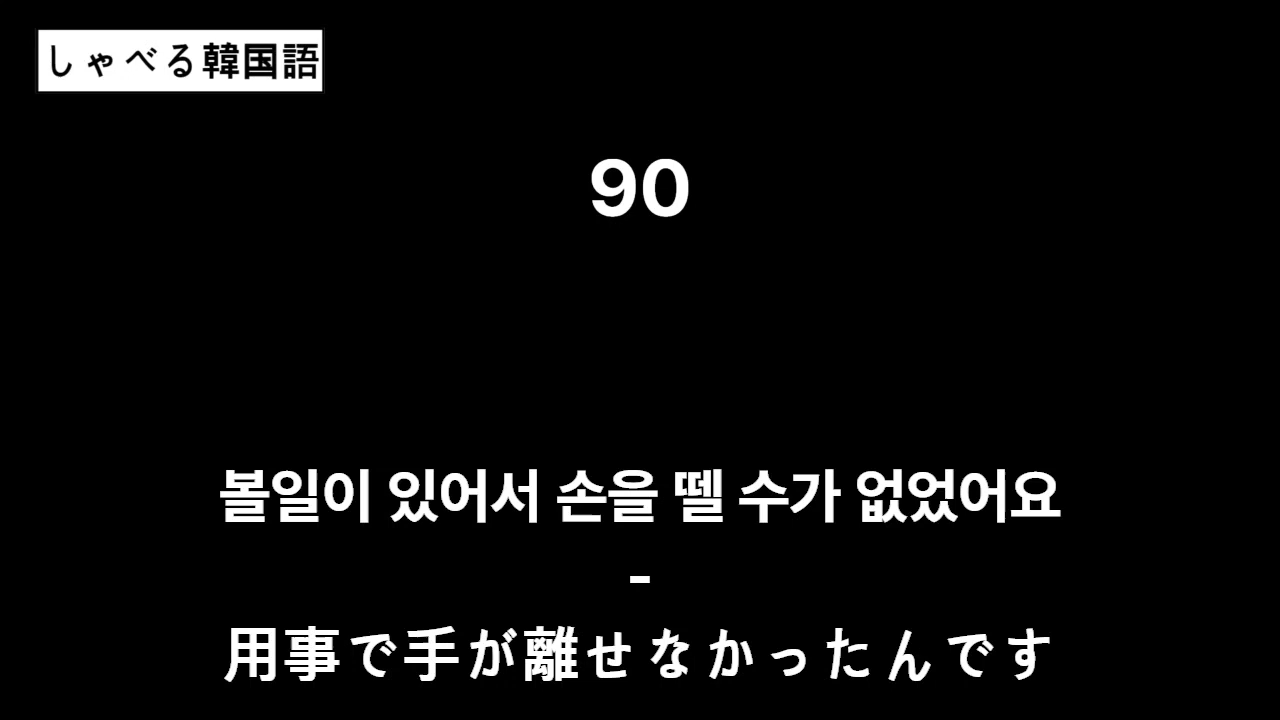 しゃべる韓国語
90
볼일이 있어서 손을 뗄 수가 없었어요
-
用事で手が離せなかったんです